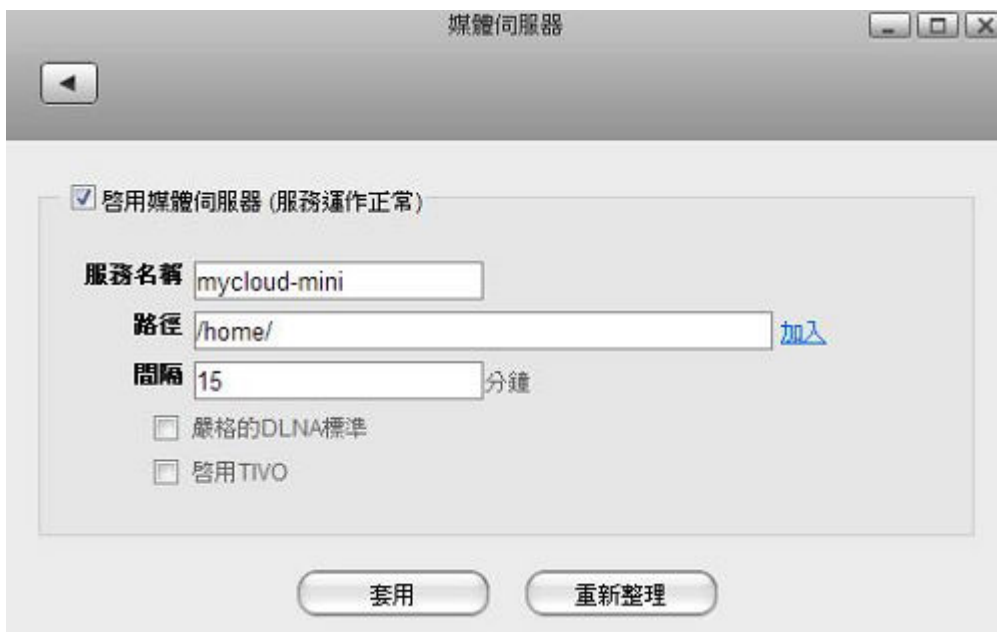 媒體伺服器
啓用媒體伺服器 (服務運作正常)
服務名稱 mycloud-mini
路徑 /home/ 加入
間隔 15 分鐘
嚴格的DLNA標準
啓用TIVO
套用 重新整理